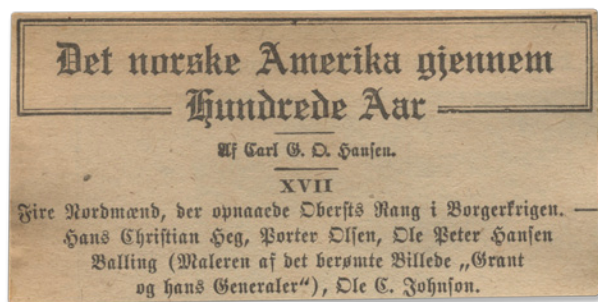 Det norske Amerika gjennem
Hundrede Aar
Af Carl G. O. Hansen.
XVII
Fire Nordmænd, der opnaaede Obersts Rang i Borgerkrigen. —
Hans Christian Heg, Porter Olsen, Ole Peter Hansen
Balling (Maleren af det berømte Billede „Grant
og hans Generaler“), Ole C. Johnson.